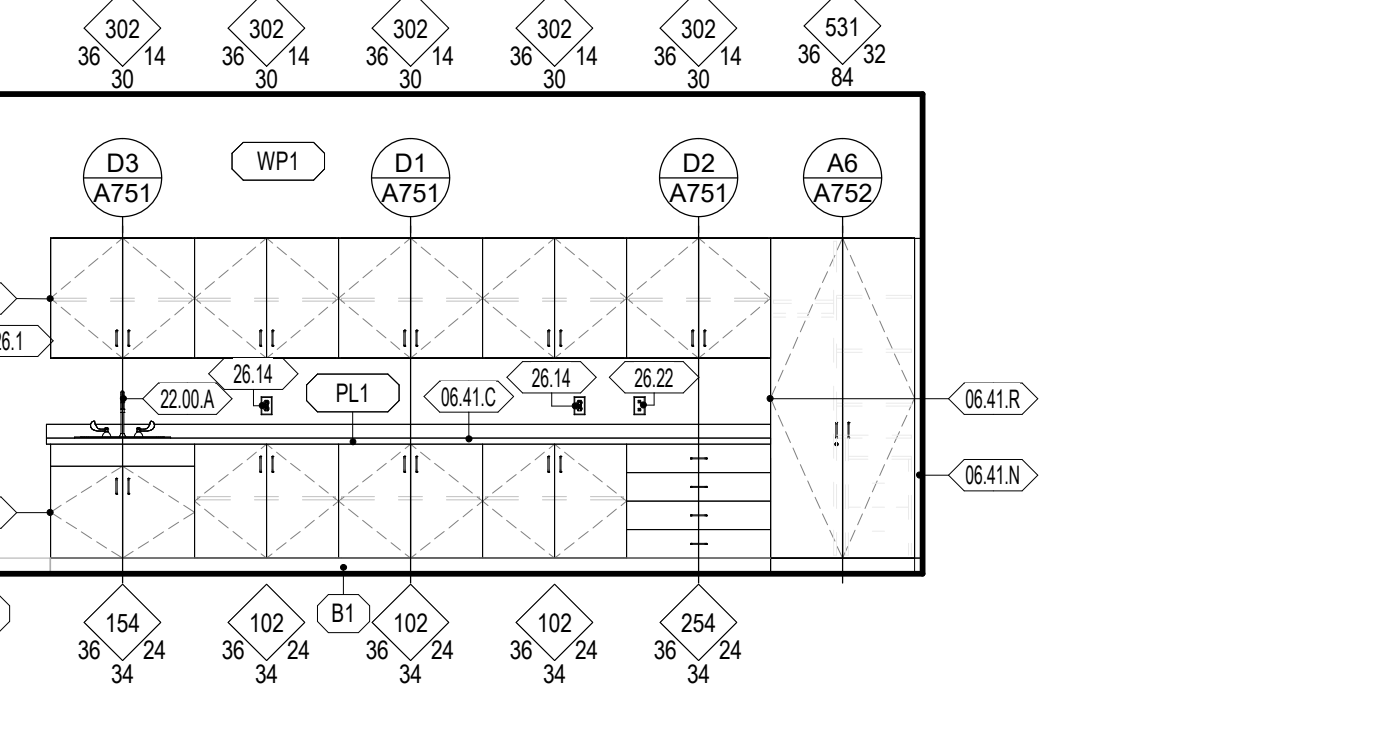 302 302 302 302 302 531
36 14 36 14 36 14 36 14 36 14 36 32
30 30 30 30 30 84
D3 WP1 D1 D2 A6
A751 A751 A751 A752
26.1
26.14 26.14 26.22
22.00.A PL1 06.41.C 06.41.R
06.41.N
154 102 B1 102 102 254
36 24 36 24 36 24 36 24 36 24
34 34 34 34 34